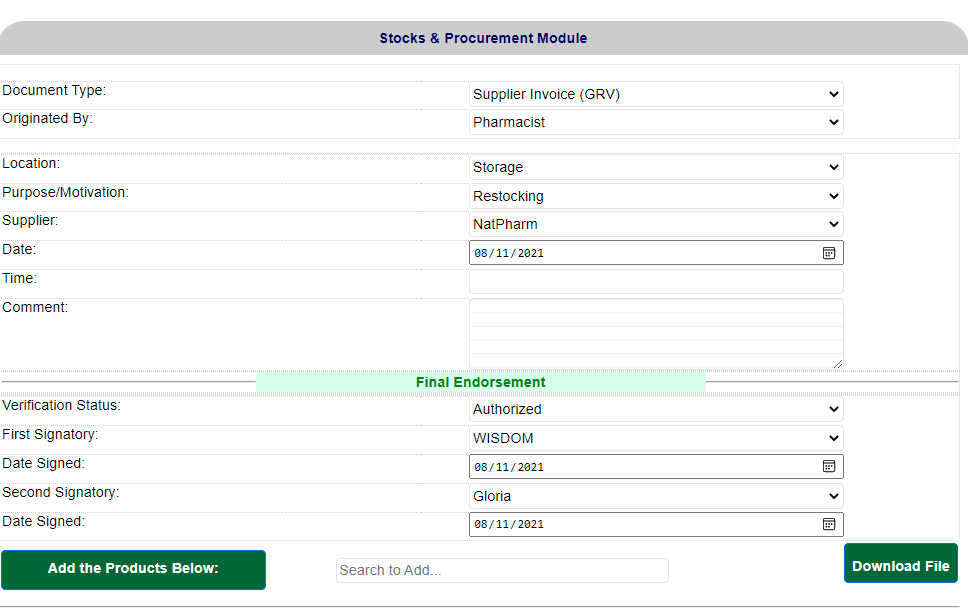 Stocks & Procurement Module
Document Type: Supplier Invoice (GRV)
Originated By: Pharmacist
Location: Storage
Purpose/Motivation: Restocking
Supplier: NatPharm
Date: 08/11/2021
Time:
Comment:
Final Endorsement
Verification Status: Authorized
First Signatory: WISDOM
Date Signed: 08/11/2021
Second Signatory: Gloria
Date Signed: 08/11/2021
Add the Products Below: Search to Add... Download File